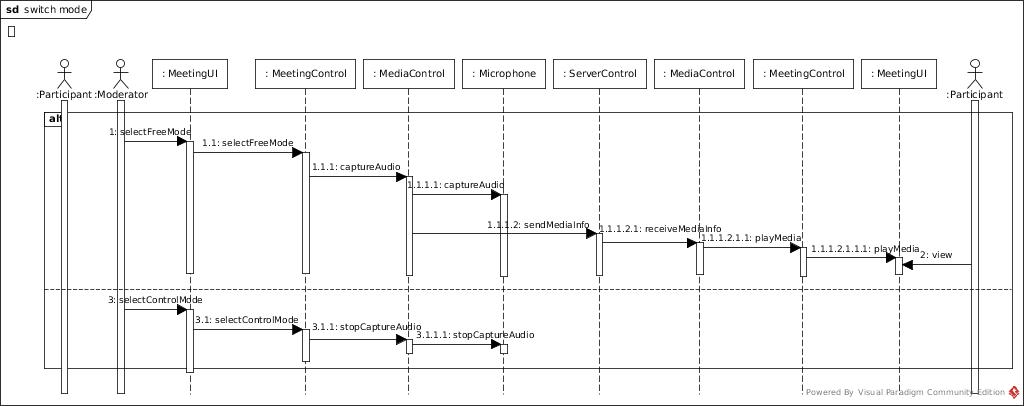 sd switch mode
: MeetingUI
: MeetingControl
: MediaControl
: Microphone
: ServerControl
: MediaControl
: MeetingControl
: MeetingUI
:Participant
:Moderator
:Participant
alt
1: selectFreeMode
1.1: selectFreeMode
1.1.1: captureAudio
1.1.1.1: captureAudio
1.1.1.2: sendMediaInfo
1.1.1.2.1: receiveMediaInfo
1.1.1.2.1.1: playMedia
1.1.1.2.1.1.1: playMedia
2: view
3: selectControlMode
3.1: selectControlMode
3.1.1: stopCaptureAudio
3.1.1.1: stopCaptureAudio
Powered By Visual Paradigm Community Edition